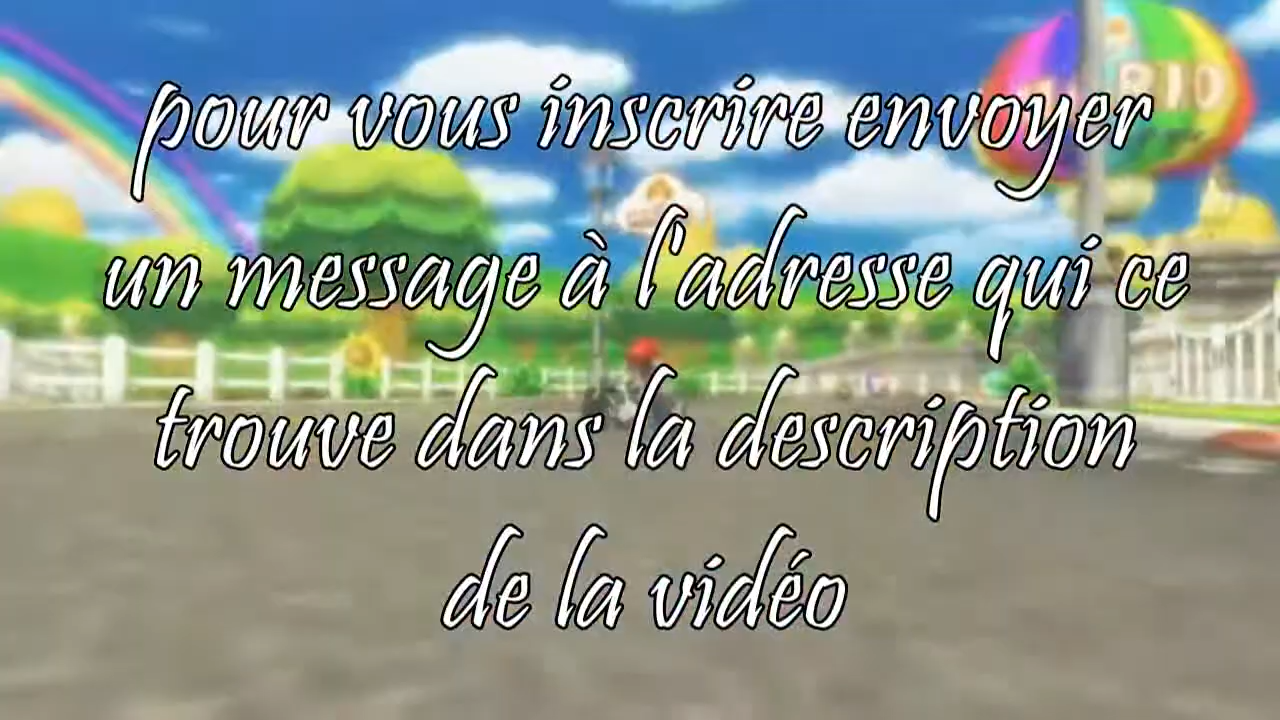 pour vous inscrire envoyer
un message à l'adresse qui ce
trouve dans la description
de la vidéo